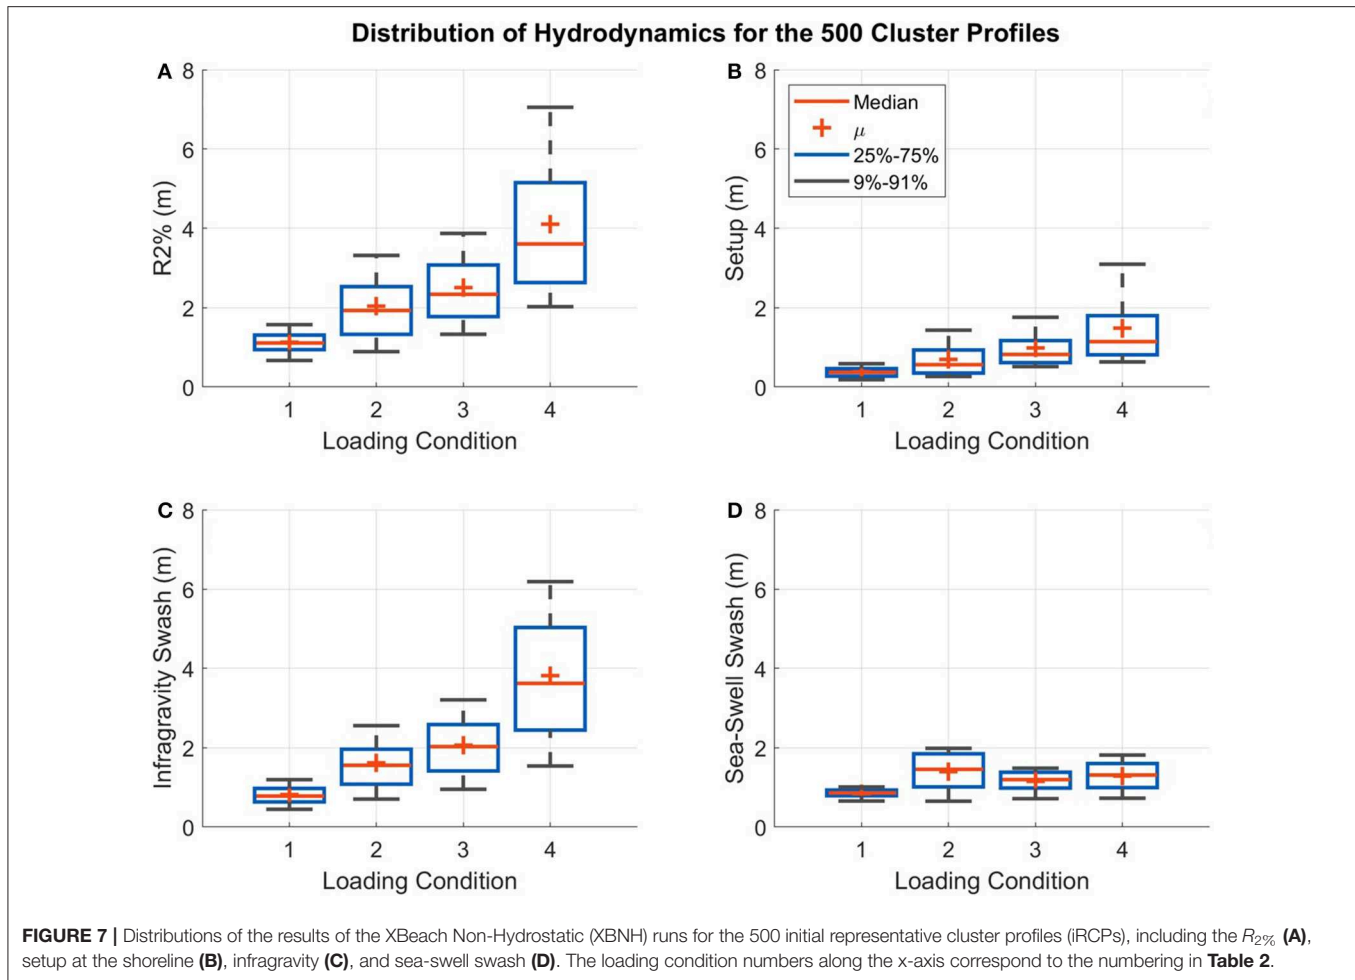 Distribution of Hydrodynamics for the 500 Cluster Profiles
A
8
6
4
2
0
R2% (m)
1 2 3 4
Loading Condition
B
8
6
4
2
0
Setup (m)
Median
μ
25%-75%
9%-91%
1 2 3 4
Loading Condition
C
8
6
4
2
0
Infragravity Swash (m)
1 2 3 4
Loading Condition
D
8
6
4
2
0
Sea-Swell Swash (m)
1 2 3 4
Loading Condition
FIGURE 7 | Distributions of the results of the XBeach Non-Hydrostatic (XBNH) runs for the 500 initial representative cluster profiles (iRCPs), including the R2% (A),
setup at the shoreline (B), infragravity (C), and sea-swell swash (D). The loading condition numbers along the x-axis correspond to the numbering in Table 2.